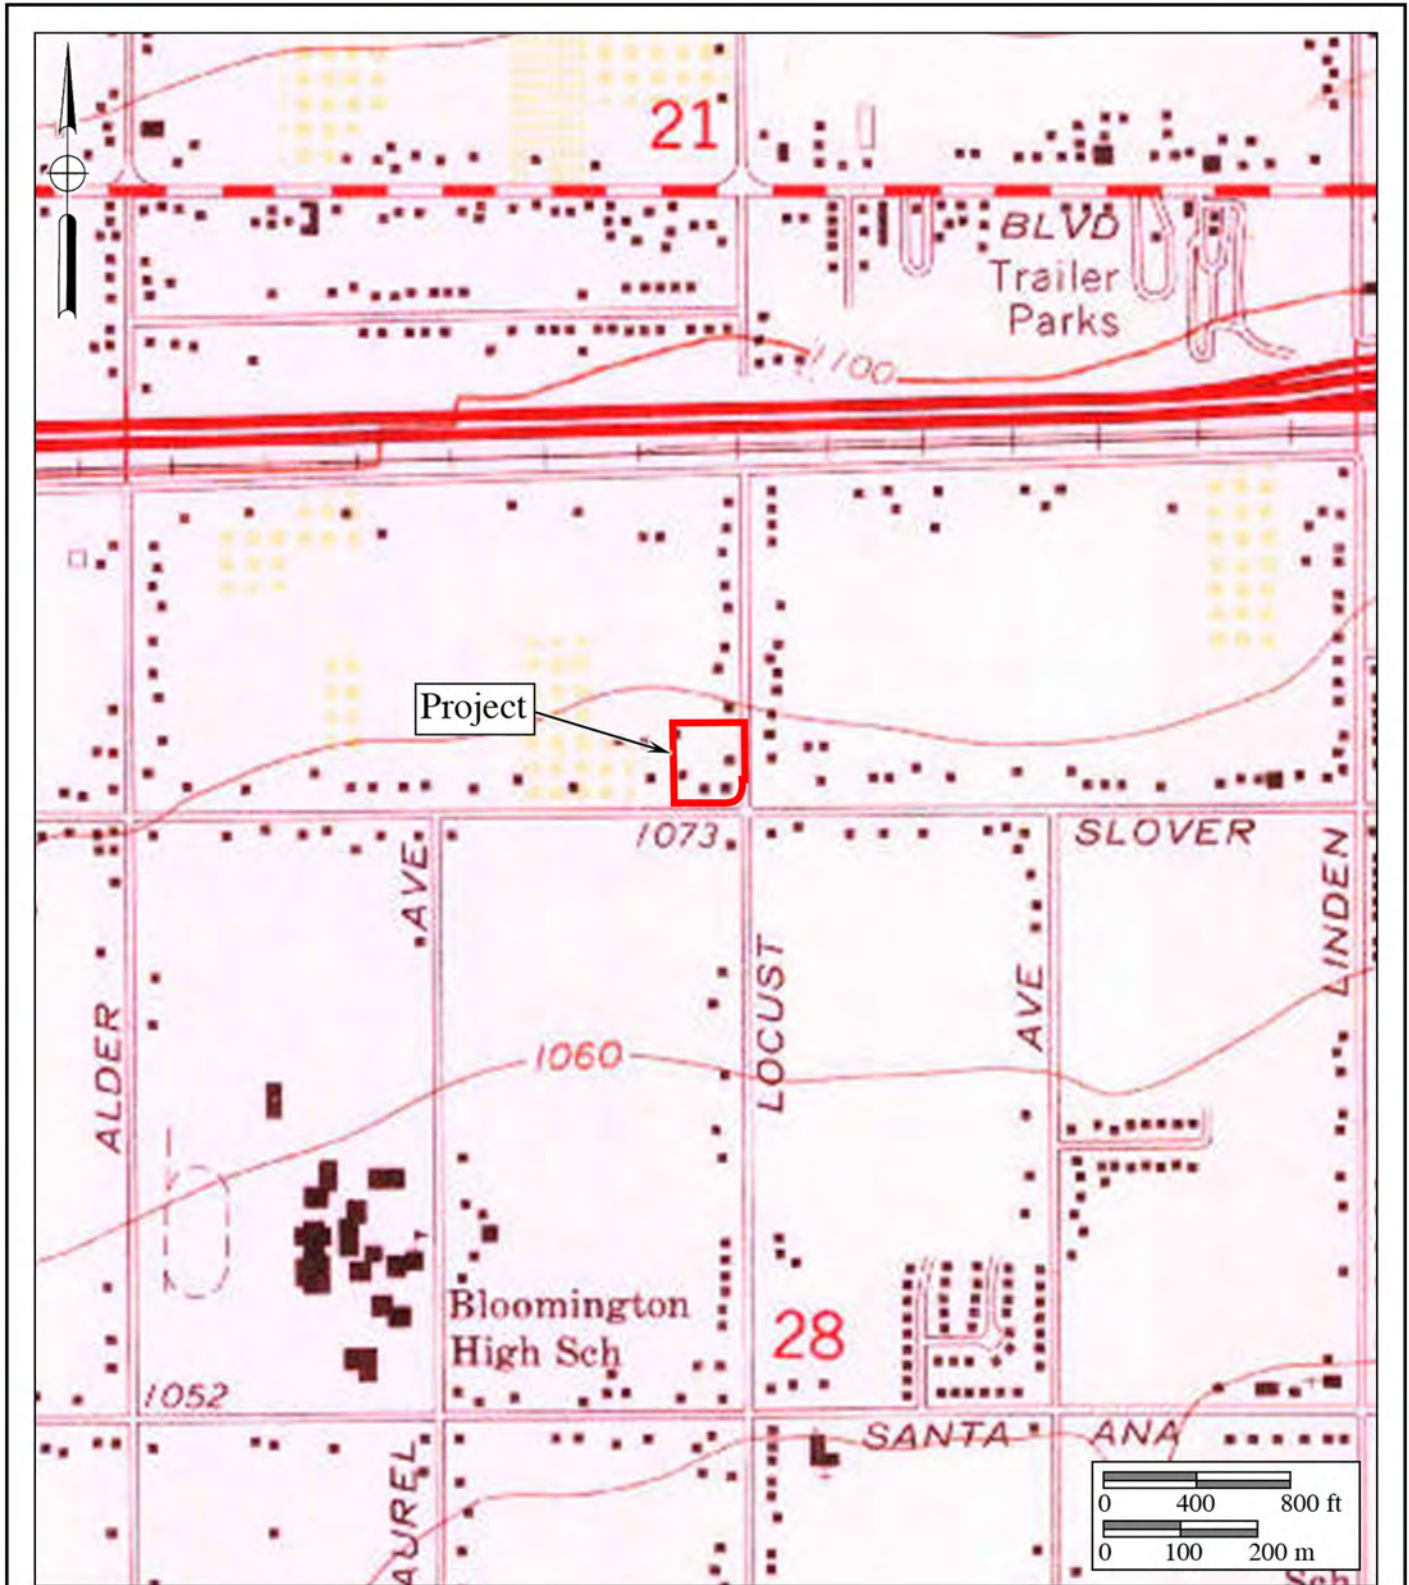 21
BLVD
Trailer
Parks
1100
Project
1073
SLOVER
AVE
LINDEN
LOCUST
AVE
ALDER
1060
Bloomington
High Sch
28
1052
SANTA ANA
AUREL
0 400 800 ft
0 100 200 m
Sch